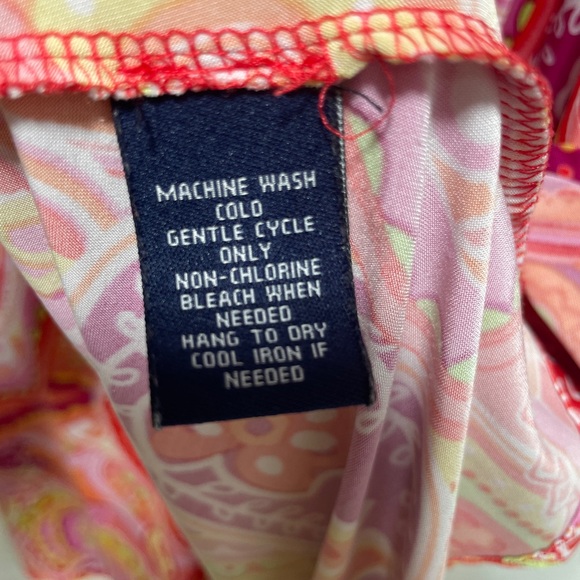 MACHINE WASH
COLD
GENTLE CYCLE
ONLY
NON-CHLORINE
BLEACH WHEN
NEEDED
HANG TO DRY
COOL IRON IF
NEEDED